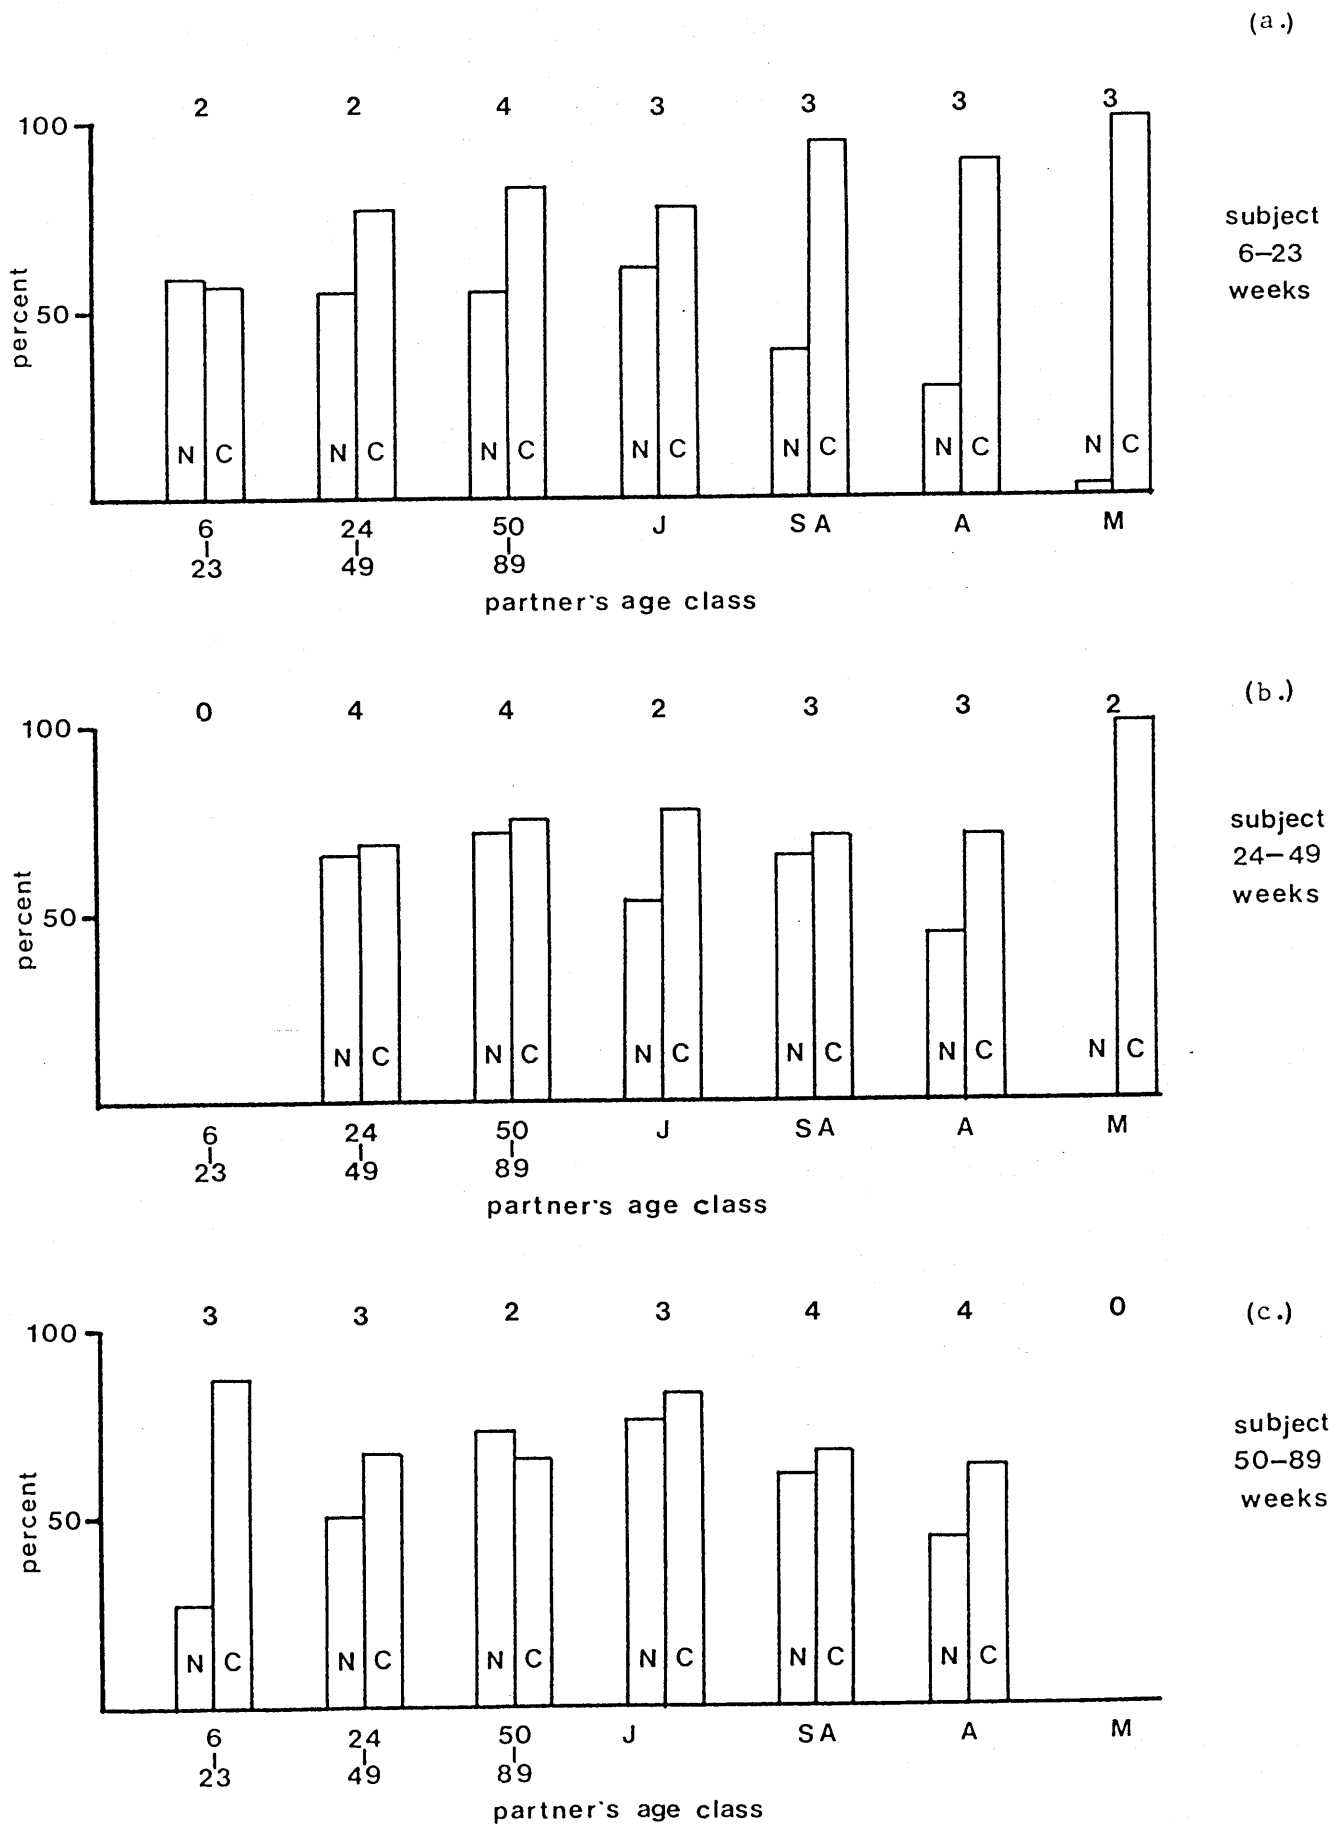 (a.)
2 2 4 3 3 3 3
100
50
percent
subject
6–23
weeks
N C N C N C N C N C N C N C
6 24 50 J SA A M
23 49 89
partner's age class
(b.)
0 4 4 2 3 3 2
100
50
percent
subject
24–49
weeks
N C N C N C N C N C N C
6 24 50 J SA A M
23 49 89
partner's age class
(c.)
3 3 2 3 4 4 0
100
50
percent
subject
50–89
weeks
N C N C N C N C N C N C
6 24 50 J SA A M
23 49 89
partner's age class